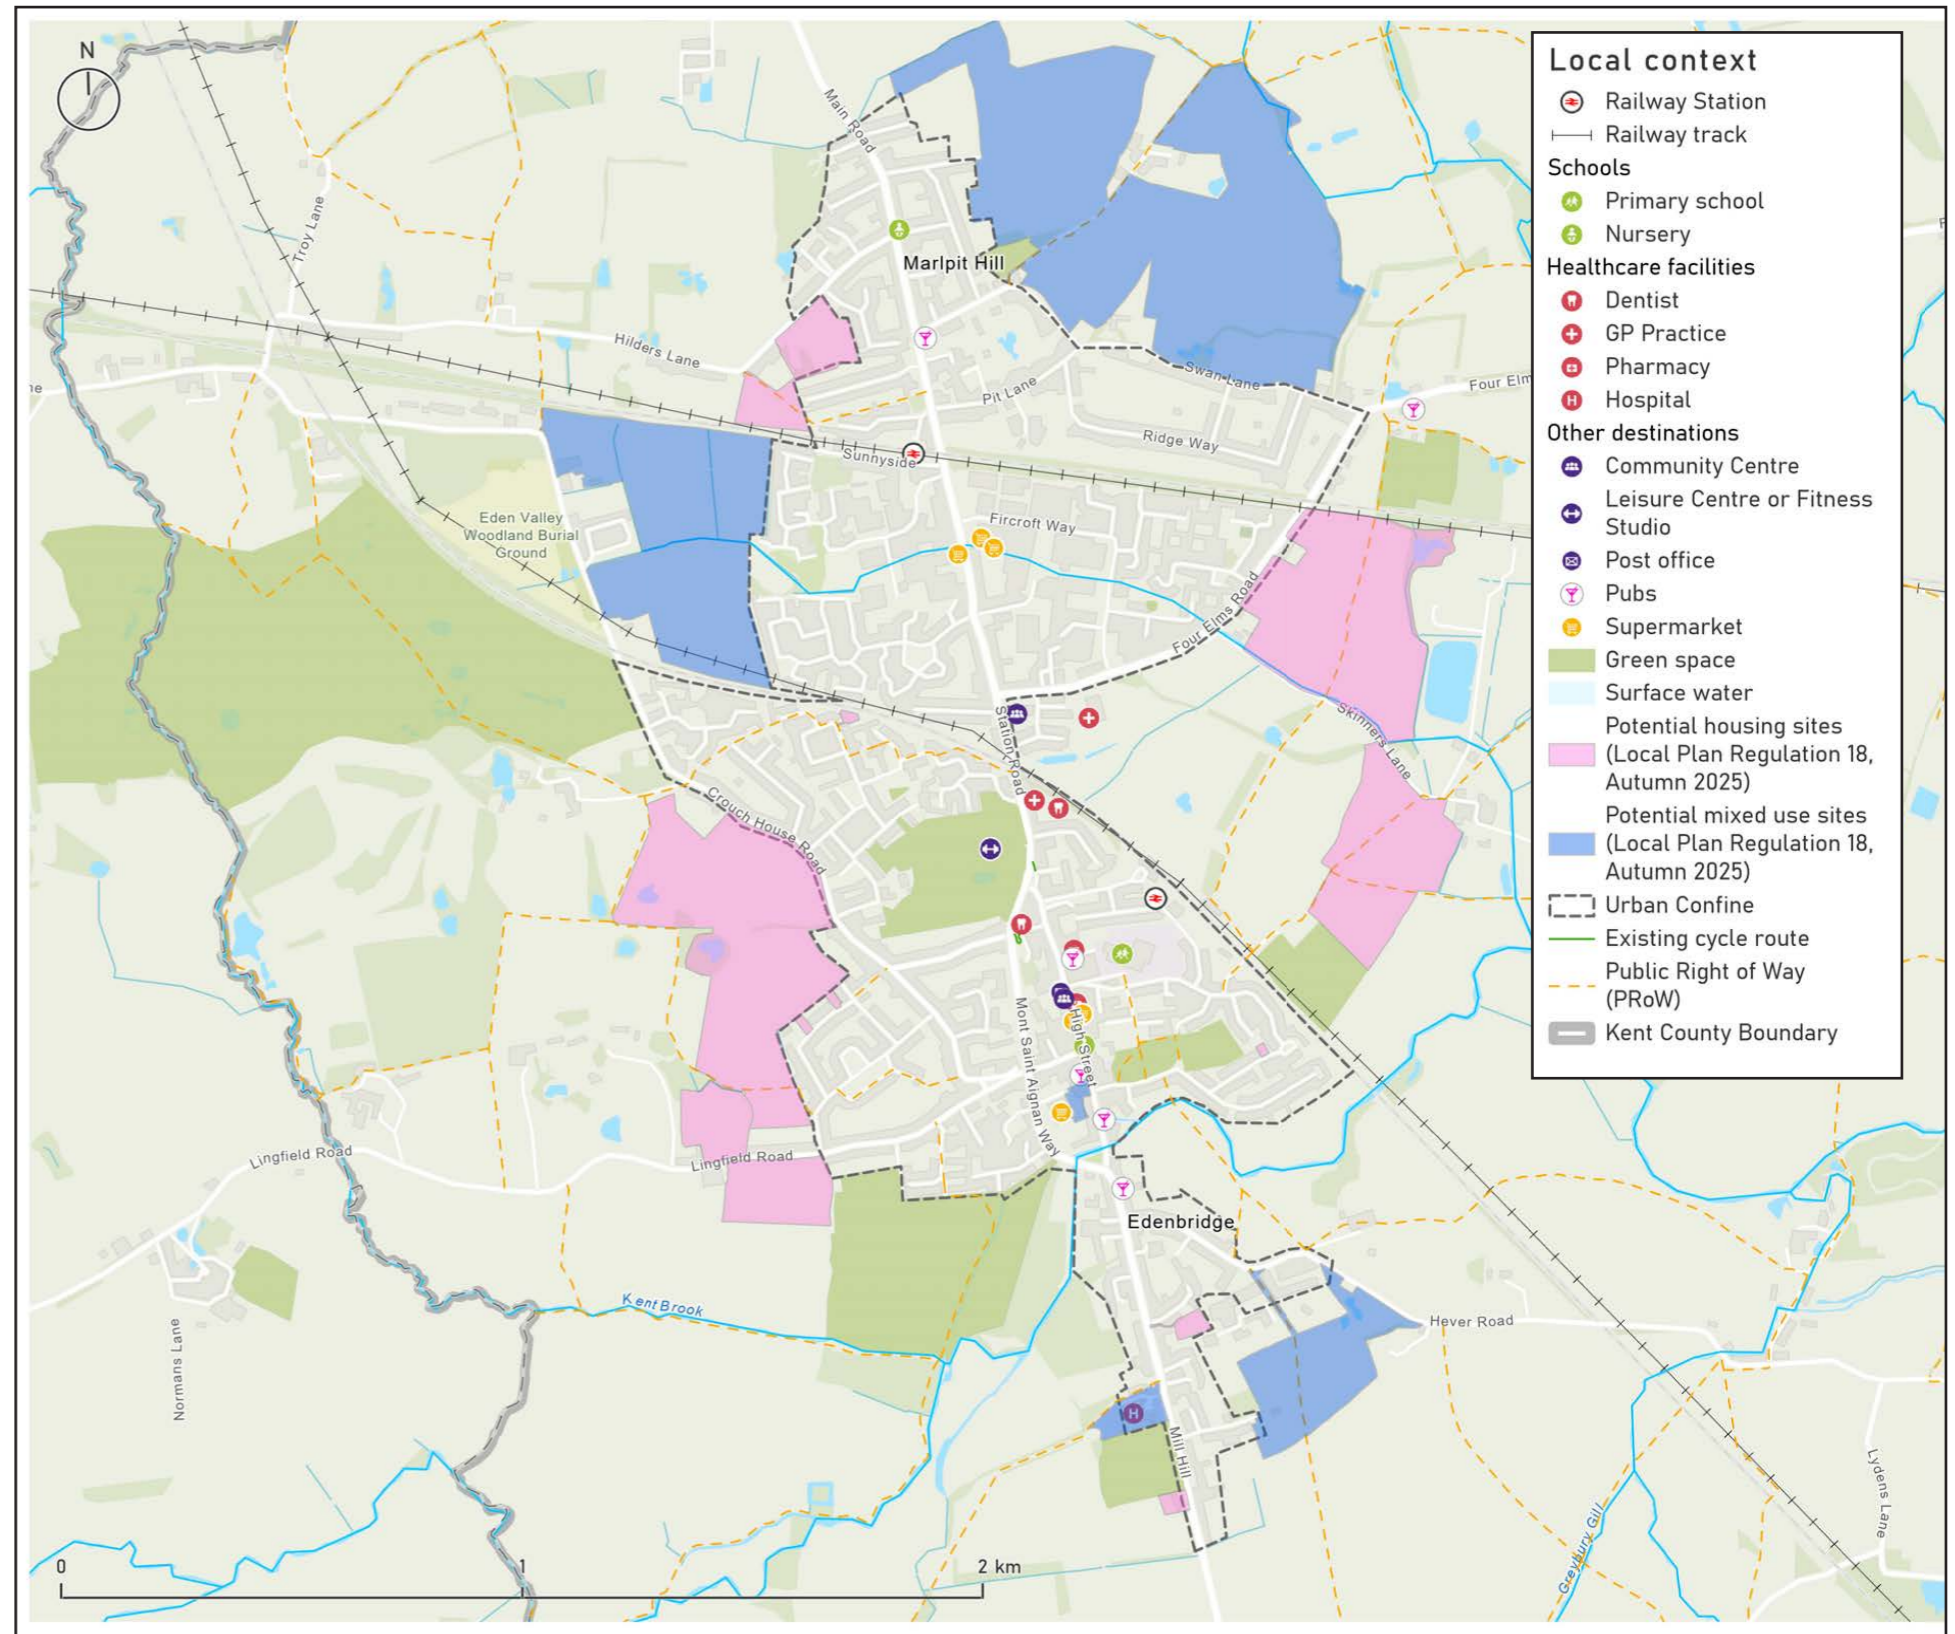 N
Local context
Railway Station
Railway track
Schools
Primary school
Nursery
Healthcare facilities
Dentist
GP Practice
Pharmacy
Hospital
Other destinations
Community Centre
Leisure Centre or Fitness
Studio
Post office
Pubs
Supermarket
Green space
Surface water
Potential housing sites
(Local Plan Regulation 18,
Autumn 2025)
Potential mixed use sites
(Local Plan Regulation 18,
Autumn 2025)
Urban Confine
Existing cycle route
Public Right of Way
(PRoW)
Kent County Boundary
Main Road
Troy Lane
Marlpit Hill
Hilders Lane
Swan Lane
Four Elm
Pit Lane
Ridge Way
Sunnyside
Fircroft Way
Eden Valley
Woodland Burial
Ground
Four Elms Road
Station Road
Skinners Lane
Crouch House Road
Mont Saint Aignan Way
High Street
Lingfield Road
Lingfield Road
Edenbridge
Kent Brook
Hever Road
Normans Lane
H
Mill Hill
Lydens Lane
Greybury Gill
0
1
2 km